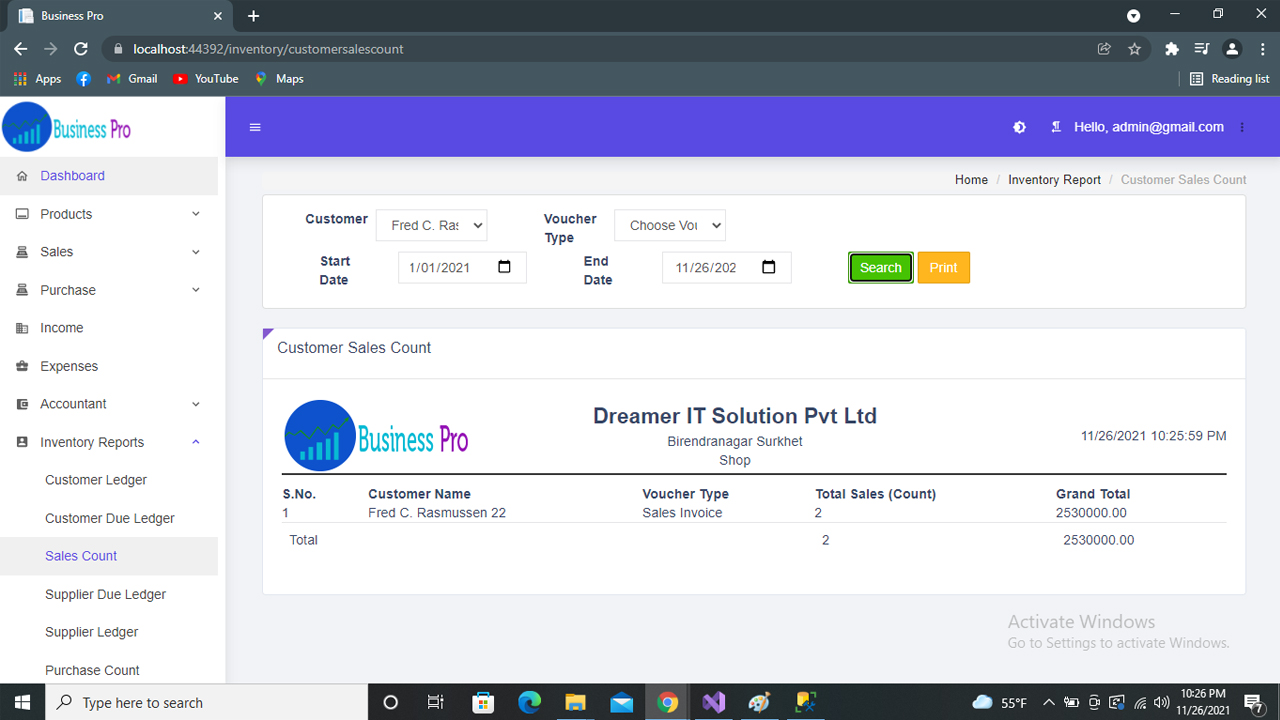 Business Pro
localhost:44392/inventory/customersalescount
Apps Gmail YouTube Maps Reading list
Business Pro
Hello, admin@gmail.com
Dashboard
Products
Sales
Purchase
Income
Expenses
Accountant
Inventory Reports
Customer Ledger
Customer Due Ledger
Sales Count
Supplier Due Ledger
Supplier Ledger
Purchase Count
Home / Inventory Report / Customer Sales Count
Customer Fred C. Ras Voucher Type Choose Vou
Start Date 1/01/2021 End Date 11/26/202 Search Print
Customer Sales Count
Business Pro
Dreamer IT Solution Pvt Ltd
Birendranagar Surkhet
Shop
11/26/2021 10:25:59 PM
S.No. Customer Name Voucher Type Total Sales (Count) Grand Total
1 Fred C. Rasmussen 22 Sales Invoice 2 2530000.00
Total 2 2530000.00
Activate Windows
Go to Settings to activate Windows.
Type here to search
55°F
10:26 PM
11/26/2021
7